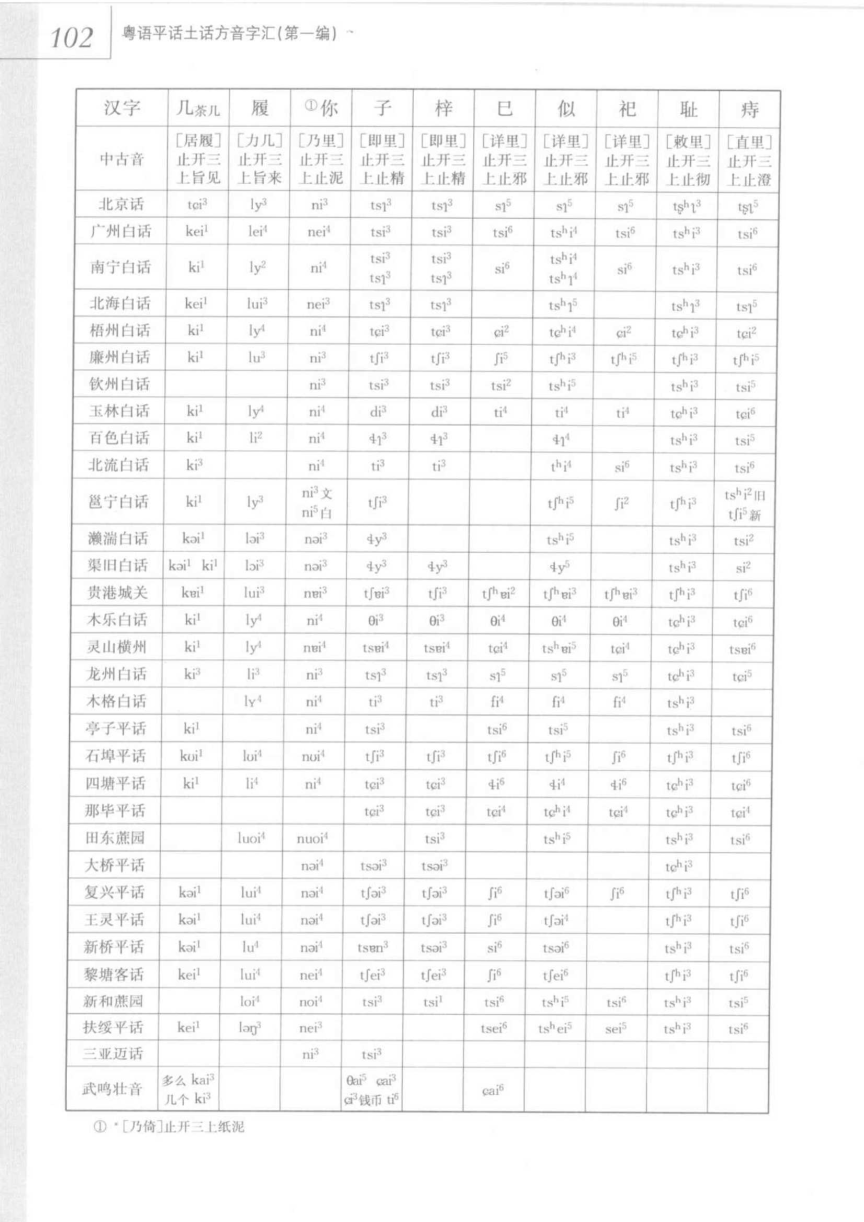 102 粤语平话土话方音字汇(第一编)
汉字 几茶几 履 ①你 子 梓 巳 似 祀 耻 痔
中古音 [居履]止开三上旨见 [力几]止开三上旨来 [乃里]止开三上止泥 [即里]止开三上止精 [即里]止开三上止精 [详里]止开三上止邪 [详里]止开三上止邪 [详里]止开三上止邪 [敕里]止开三上止彻 [直里]止开三上止澄
北京话 tɕi³ ly³ ni³ tsɿ³ tsɿ³ sɿ⁵ sɿ⁵ sɿ⁵ tʂʰʅ³ tʂʅ⁵
广州白话 kei¹ lei⁴ nei⁴ tsi³ tsi³ tsi⁶ tsʰi⁴ tsi⁶ tsʰi³ tsi⁶
南宁白话 ki¹ ly² ni⁴ tsi³ tsɿ³ tsi³ tsɿ³ si⁶ tsʰi⁴ tsʰɿ⁴ si⁶ tsʰi³ tsi⁶
北海白话 kei¹ lui³ nei³ tsɿ³ tsɿ³ tsʰɿ⁵ tsʰɿ³ tsɿ⁵
梧州白话 ki¹ ly⁴ ni⁴ tɕi³ tɕi³ ɕi² tɕʰi⁴ ɕi² tɕʰi³ tɕi²
廉州白话 ki¹ lu³ ni³ tʃi³ tʃi³ ʃi⁵ tʃʰi³ tʃʰi⁵ tʃʰi³ tʃʰi⁵
钦州白话 ni³ tsi³ tsi³ tsi² tsʰi⁵ tsʰi³ tsi⁵
玉林白话 ki¹ ly⁴ ni⁴ di³ di³ ti⁴ ti⁴ ti⁴ tɕʰi³ tɕi⁶
百色白话 ki¹ li² ni⁴ ɬɿ³ ɬɿ³ ɬɿ⁴ tsʰi³ tsi⁵
北流白话 ki³ ni⁴ ti³ ti³ tʰi⁴ si⁶ tsʰi³ tsi⁶
邕宁白话 ki¹ ly³ ni³文 ni⁵白 tʃi³ tʃʰi⁵ ʃi² tʃʰi³ tsʰi²旧 tʃi⁵新
濑湍白话 kəi¹ ləi³ nəi³ ɬy³ tsʰi⁵ tsʰi³ tsi²
渠旧白话 kəi¹ ki¹ ləi³ nəi³ ɬy³ ɬy³ ɬy⁵ tsʰi³ si²
贵港城关 kɐi¹ lui³ nɐi³ tʃɐi³ tʃi³ tʃʰɐi² tʃʰɐi³ tʃʰɐi³ tʃʰi³ tʃi⁶
木乐白话 ki¹ ly⁴ ni⁴ θi³ θi³ θi⁴ θi⁴ θi⁴ tɕʰi³ tɕi⁶
灵山横州 ki¹ ly⁴ nɐi⁴ tsɐi⁴ tsɐi⁴ tɕi⁴ tsʰɐi⁵ tɕi⁴ tɕʰi³ tsɐi⁶
龙州白话 ki³ li³ ni³ tsɿ³ tsɿ³ sɿ⁵ sɿ⁵ sɿ⁵ tɕʰi³ tɕi⁵
木格白话 lʏ⁴ ni⁴ ti³ ti³ fi⁴ fi⁴ fi⁴ tsʰi³
亭子平话 ki¹ ni⁴ tsi³ tsi⁶ tsi⁵ tsʰi³ tsi⁶
石埠平话 kʊi¹ lʊi⁴ nʊi⁴ tʃi³ tʃi³ tʃi⁶ tʃʰi⁵ ʃi⁶ tʃʰi³ tʃi⁶
四塘平话 ki¹ li⁴ ni⁴ tɕi³ tɕi³ ɬi⁶ ɬi⁴ ɬi⁶ tɕʰi³ tɕi⁶
那毕平话 tɕi³ tɕi³ tɕi⁴ tɕʰi⁴ tɕi⁴ tɕʰi³ tɕi⁴
田东蔗园 luoi⁴ nuoi⁴ tsi³ tsʰi⁵ tsʰi³ tsi⁶
大桥平话 nəi⁴ tsəi³ tsəi³ tɕʰi³
复兴平话 kəi¹ lui⁴ nəi⁴ tʃəi³ tʃəi³ ʃi⁶ tʃəi⁶ ʃi⁶ tʃʰi³ tʃi⁶
王灵平话 kəi¹ lui⁴ nəi⁴ tʃəi³ tʃəi³ ʃi⁶ tʃəi⁴ tʃʰi³ tʃi⁶
新桥平话 kəi¹ lu⁴ nəi⁴ tsɐn³ tsəi³ si⁶ tsəi⁶ tsʰi³ tsi⁶
黎塘客话 kei¹ lui⁴ nei⁴ tʃei³ tʃei³ ʃi⁶ tʃei⁶ tʃʰi³ tʃi⁶
新和蔗园 loi⁴ noi⁴ tsi³ tsi¹ tsi⁶ tsʰi⁵ tsi⁶ tsʰi³ tsi⁵
扶绥平话 kei¹ ləŋ³ nei³ tsei⁶ tsʰei⁵ sei⁵ tsʰi³ tsi⁶
三亚迈话 ni³ tsi³
武鸣壮音 多么 kai³ 几个 ki³ θai⁵ ɕai³ ɕi³钱币 ti⁶ ɕai⁶
① *[乃倚]止开三上纸泥